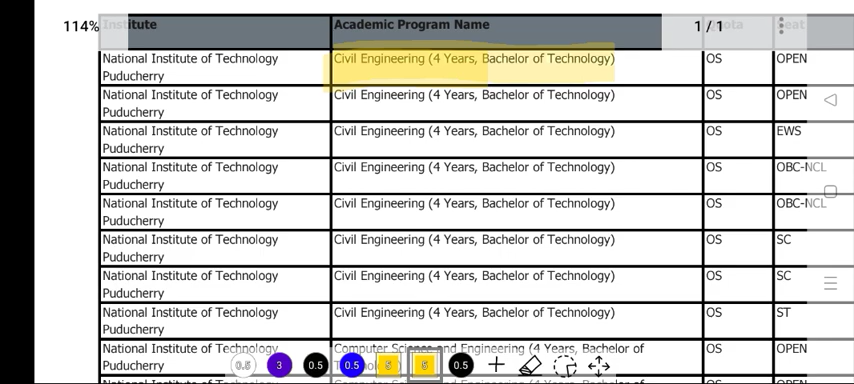 114% Institute Academic Program Name 1 / 1 Quota Seat
National Institute of Technology Civil Engineering (4 Years, Bachelor of Technology) OS OPEN
Puducherry
National Institute of Technology Civil Engineering (4 Years, Bachelor of Technology) OS OPEN
Puducherry
National Institute of Technology Civil Engineering (4 Years, Bachelor of Technology) OS EWS
Puducherry
National Institute of Technology Civil Engineering (4 Years, Bachelor of Technology) OS OBC-NCL
Puducherry
National Institute of Technology Civil Engineering (4 Years, Bachelor of Technology) OS OBC-NCL
Puducherry
National Institute of Technology Civil Engineering (4 Years, Bachelor of Technology) OS SC
Puducherry
National Institute of Technology Civil Engineering (4 Years, Bachelor of Technology) OS SC
Puducherry
National Institute of Technology Civil Engineering (4 Years, Bachelor of Technology) OS ST
Puducherry
National Institute of Technology Computer Science and Engineering (4 Years, Bachelor of OS OPEN
Puducherry
0.5 3 0.5 0.5 5 5 0.5